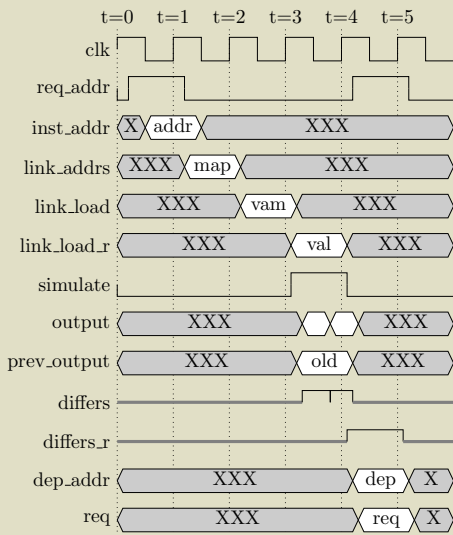 t=0 t=1 t=2 t=3 t=4 t=5
clk
req_addr
inst_addr X addr XXX
link_addrs XXX map XXX
link_load XXX vam XXX
link_load_r XXX val XXX
simulate
output XXX XXX
prev_output XXX old XXX
differs
differs_r
dep_addr XXX dep X
req XXX req X